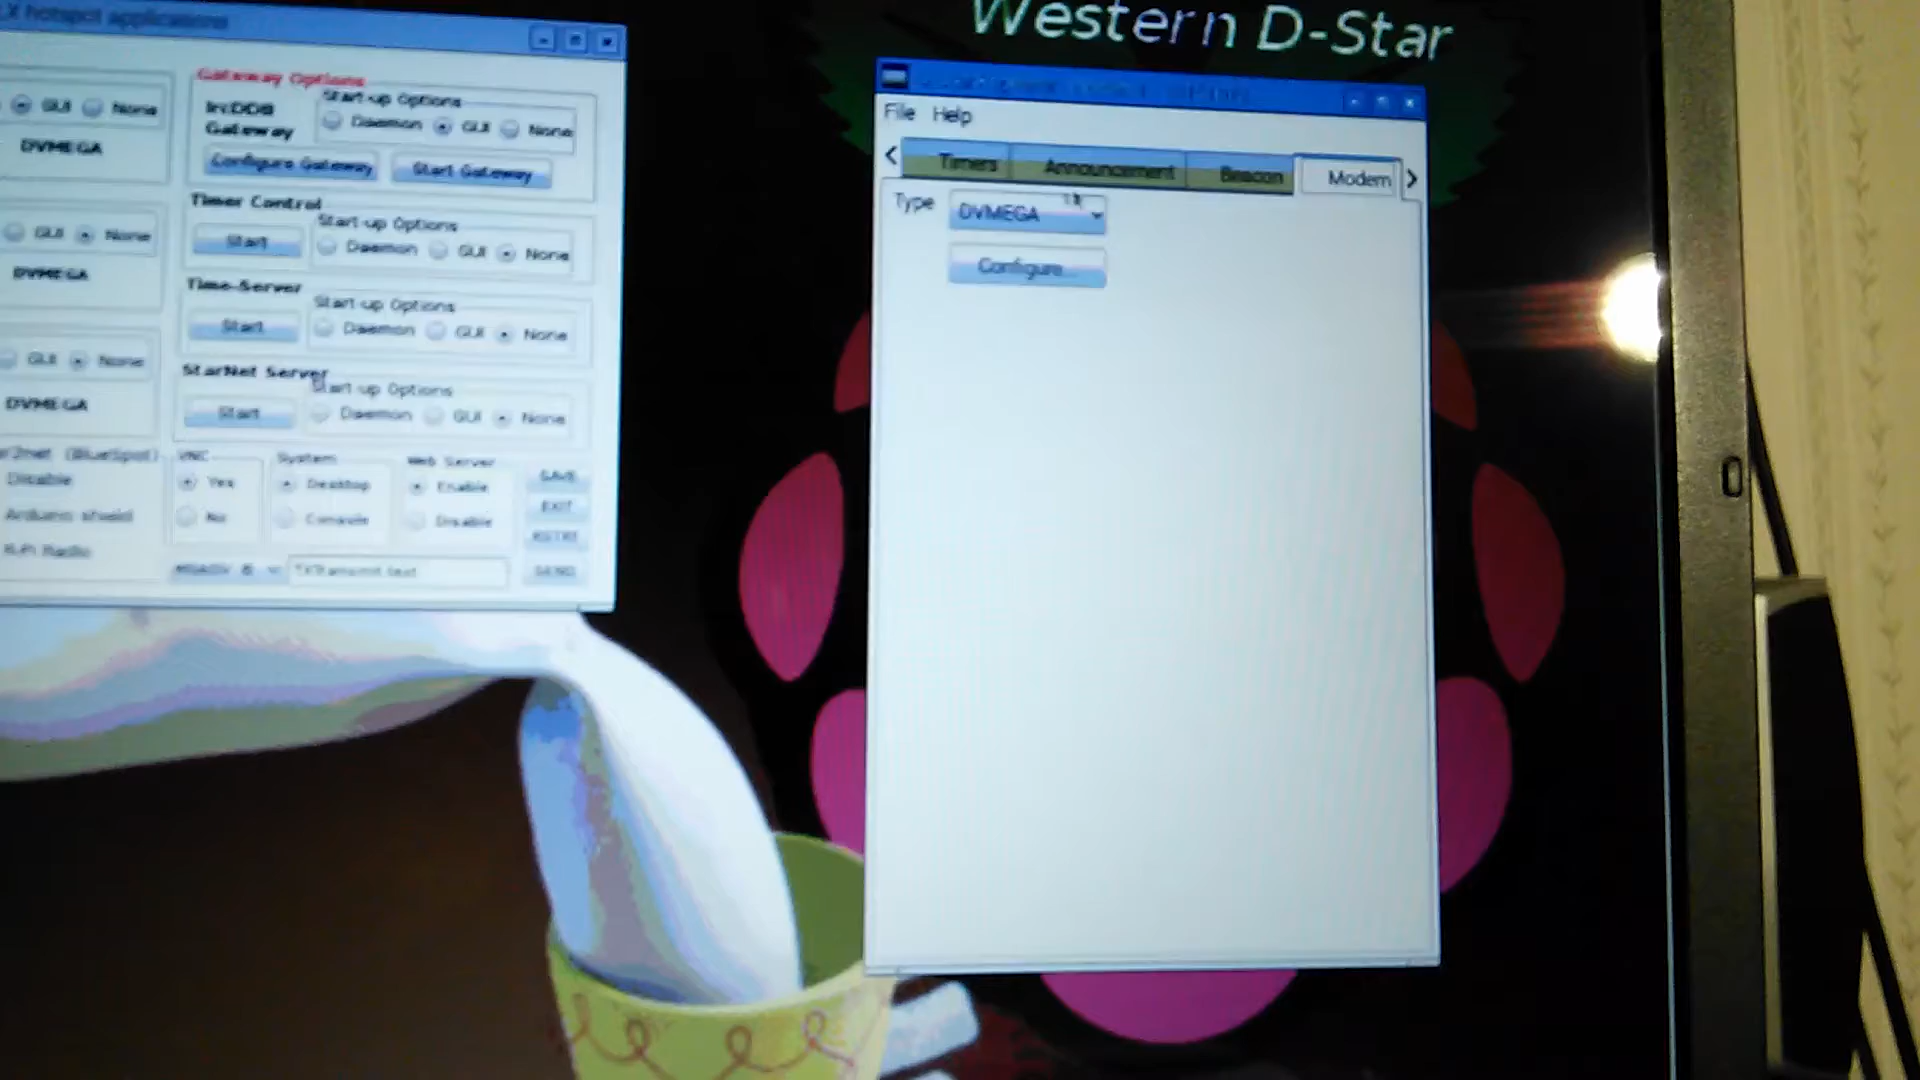 Western D-Star
X hotspot applications
GUI None
DVMEGA
GUI None
DVMEGA
GUI None
DVMEGA
Disable
Arduino shield
Radio
Gateway Options
IrcDDB
Gateway
Start-up Options
Daemon GUI None
Configure Gateway Start Gateway
Timer Control
Start-up Options
Start Daemon GUI None
Time-Server
Start-up Options
Start Daemon GUI None
StarNet Server
Start-up Options
Start Daemon GUI None
VNC System Web Server
Yes Desktop Enable SAVE
EXIT
No Console Disable
SEND
File Help
Timers Announcement Beacon Modem
Type DVMEGA
Configure...